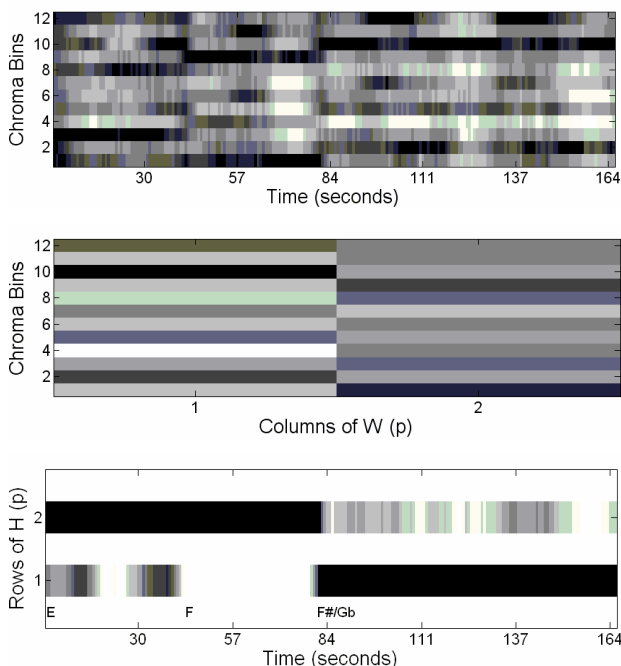 12
10
8
6
4
2
Chroma Bins
30 57 84 111 137 164
Time (seconds)
12
10
8
6
4
2
Chroma Bins
1 2
Columns of W (p)
2
1
Rows of H (p)
E F F#/Gb
30 57 84 111 137 164
Time (seconds)